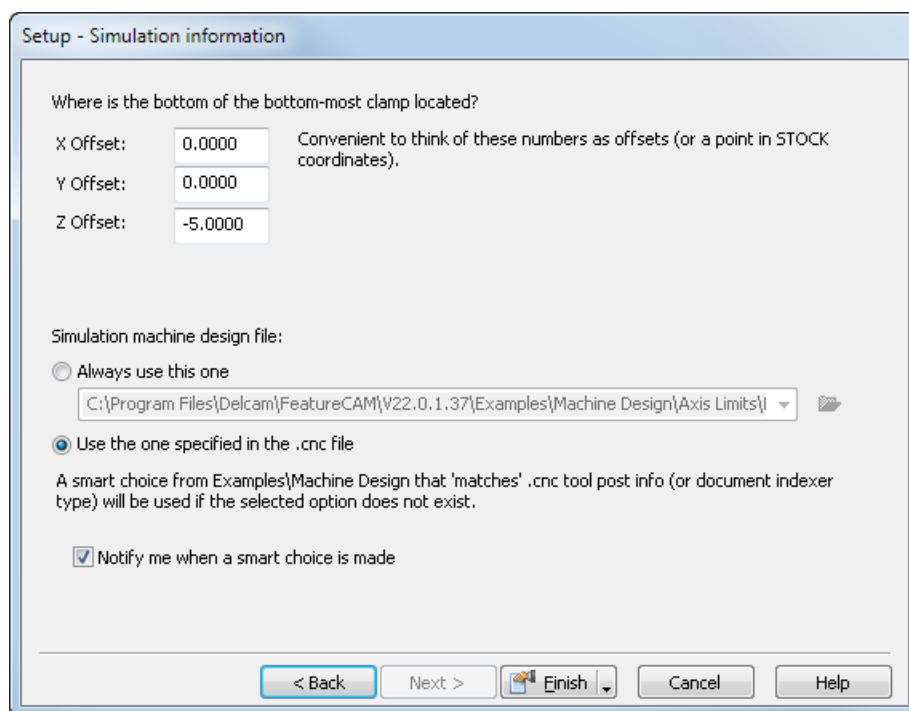 Setup - Simulation information
Where is the bottom of the bottom-most clamp located?
X Offset: 0.0000
Convenient to think of these numbers as offsets (or a point in STOCK
coordinates).
Y Offset: 0.0000
Z Offset: -5.0000
Simulation machine design file:
Always use this one
C:\Program Files\Delcam\FeatureCAM\V22.0.1.37\Examples\Machine Design\Axis Limits\
Use the one specified in the .cnc file
A smart choice from Examples\Machine Design that 'matches' .cnc tool post info (or document indexer
type) will be used if the selected option does not exist.
Notify me when a smart choice is made
< Back Next > Finish Cancel Help